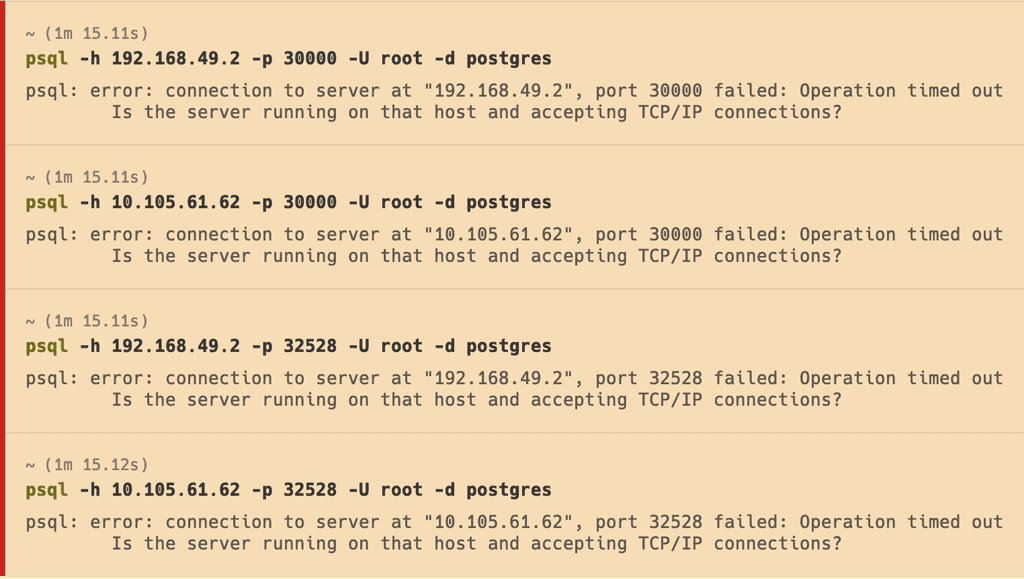 ~ (1m 15.11s)
psql -h 192.168.49.2 -p 30000 -U root -d postgres
psql: error: connection to server at "192.168.49.2", port 30000 failed: Operation timed out
Is the server running on that host and accepting TCP/IP connections?
~ (1m 15.11s)
psql -h 10.105.61.62 -p 30000 -U root -d postgres
psql: error: connection to server at "10.105.61.62", port 30000 failed: Operation timed out
Is the server running on that host and accepting TCP/IP connections?
~ (1m 15.11s)
psql -h 192.168.49.2 -p 32528 -U root -d postgres
psql: error: connection to server at "192.168.49.2", port 32528 failed: Operation timed out
Is the server running on that host and accepting TCP/IP connections?
~ (1m 15.12s)
psql -h 10.105.61.62 -p 32528 -U root -d postgres
psql: error: connection to server at "10.105.61.62", port 32528 failed: Operation timed out
Is the server running on that host and accepting TCP/IP connections?